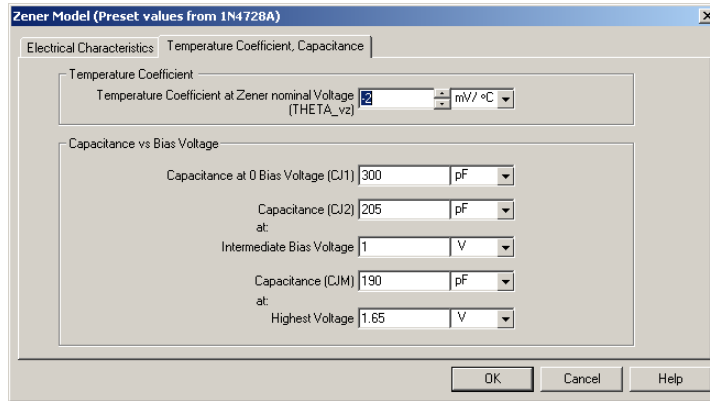 Zener Model (Preset values from 1N4728A)
Electrical Characteristics Temperature Coefficient, Capacitance
Temperature Coefficient
Temperature Coefficient at Zener nominal Voltage -2 mV/ ºC
(THETA_vz)
Capacitance vs Bias Voltage
Capacitance at 0 Bias Voltage (CJ1) 300 pF
Capacitance (CJ2) 205 pF
at:
Intermediate Bias Voltage 1 V
Capacitance (CJM) 190 pF
at:
Highest Voltage 1.65 V
OK Cancel Help